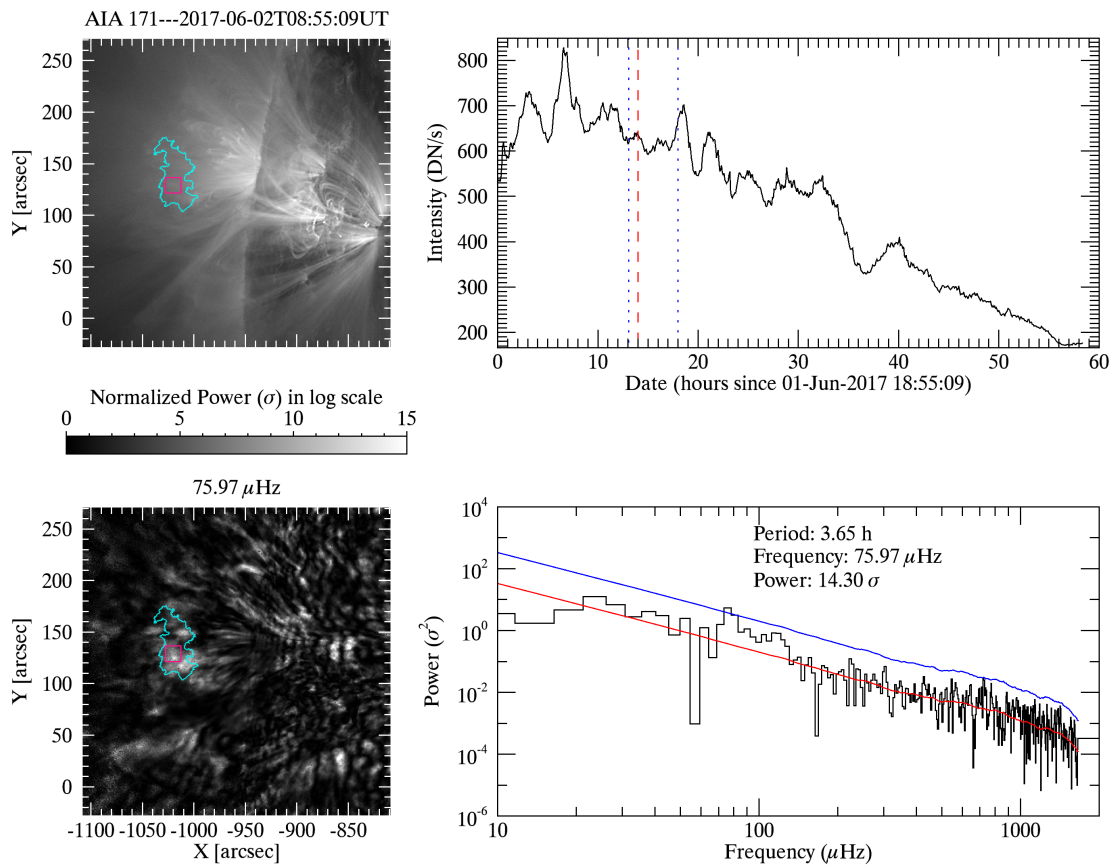 AIA 171---2017-06-02T08:55:09UT
250
200
150
100
50
0
Y [arcsec]
800
700
600
500
400
300
200
Intensity (DN/s)
0 10 20 30 40 50 60
Date (hours since 01-Jun-2017 18:55:09)
Normalized Power (σ) in log scale
0 5 10 15
75.97 μHz
250
200
150
100
50
0
Y [arcsec]
-1100 -1050 -1000 -950 -900 -850
X [arcsec]
10⁴
10²
10⁰
10⁻²
10⁻⁴
10⁻⁶
Power (σ²)
Period: 3.65 h
Frequency: 75.97 μHz
Power: 14.30 σ
10 100 1000
Frequency (μHz)